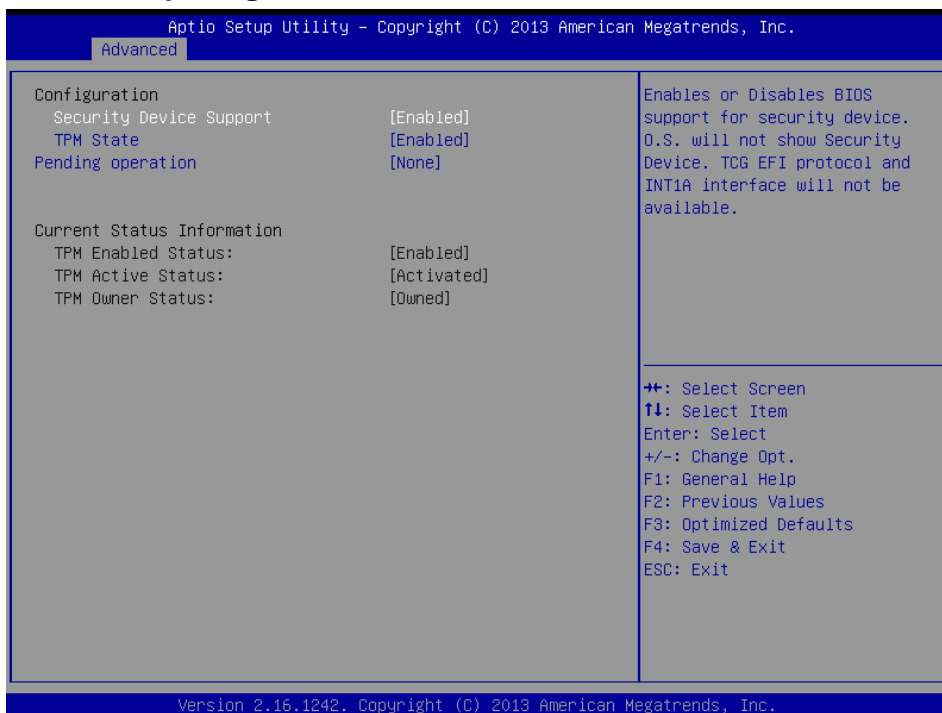 Aptio Setup Utility – Copyright (C) 2013 American Megatrends, Inc.
Advanced
Configuration
Security Device Support [Enabled]
TPM State [Enabled]
Pending operation [None]
Current Status Information
TPM Enabled Status: [Enabled]
TPM Active Status: [Activated]
TPM Owner Status: [Owned]
Enables or Disables BIOS
support for security device.
O.S. will not show Security
Device. TCG EFI protocol and
INT1A interface will not be
available.
→←: Select Screen
↑↓: Select Item
Enter: Select
+/-: Change Opt.
F1: General Help
F2: Previous Values
F3: Optimized Defaults
F4: Save & Exit
ESC: Exit
Version 2.16.1242. Copyright (C) 2013 American Megatrends, Inc.